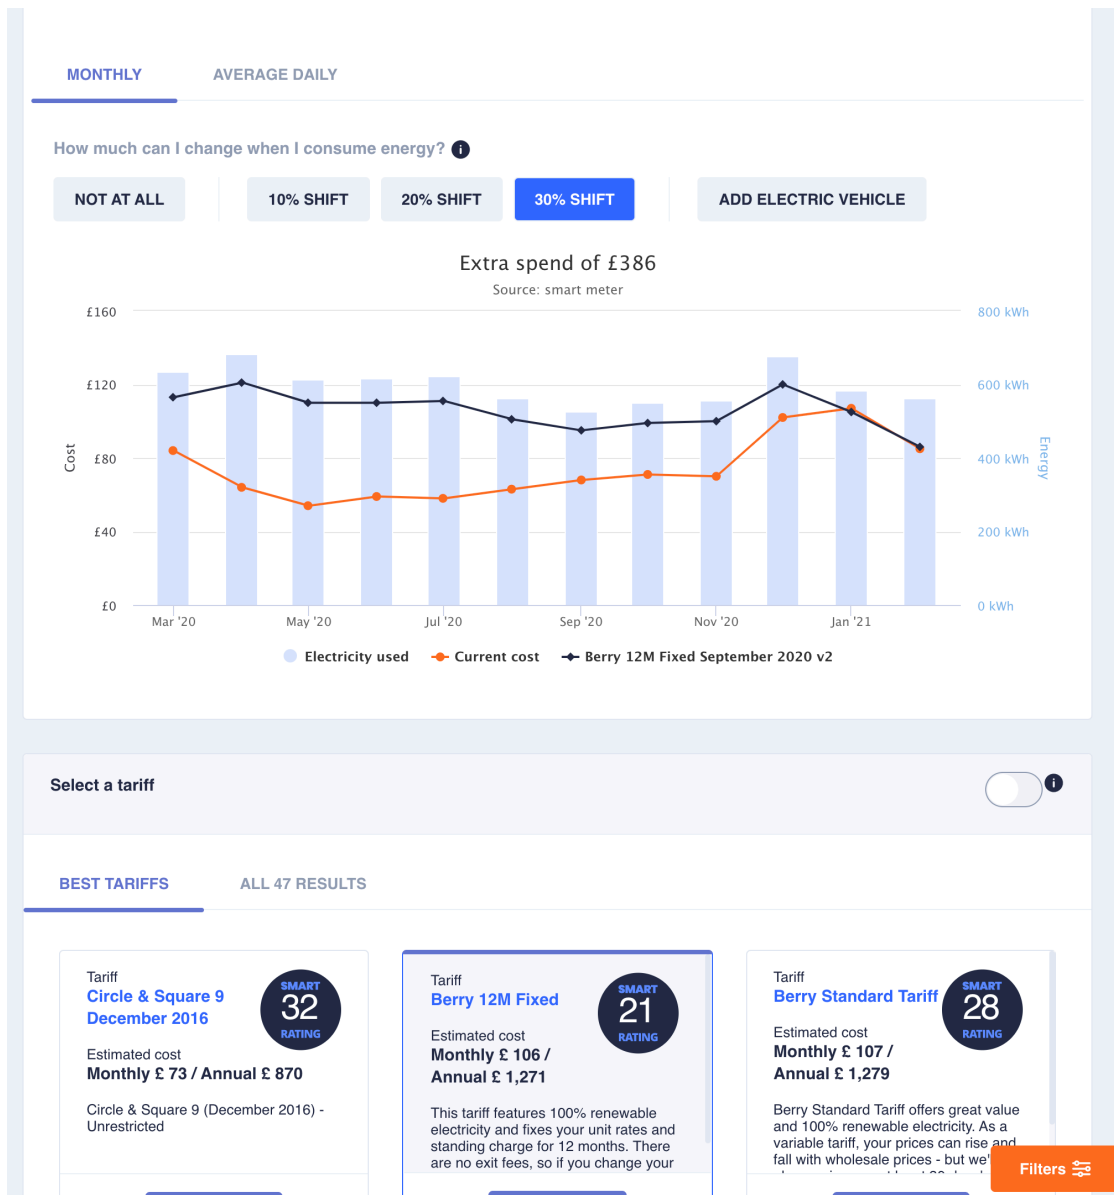 MONTHLY
AVERAGE DAILY
How much can I change when I consume energy? i
NOT AT ALL
10% SHIFT
20% SHIFT
30% SHIFT
ADD ELECTRIC VEHICLE
Extra spend of £386
Source: smart meter
£160
£120
£80
£40
£0
Cost
800 kWh
600 kWh
400 kWh
200 kWh
0 kWh
Energy
Mar '20
May '20
Jul '20
Sep '20
Nov '20
Jan '21
Electricity used
Current cost
Berry 12M Fixed September 2020 v2
Select a tariff
i
BEST TARIFFS
ALL 47 RESULTS
Tariff
Circle & Square 9
December 2016
SMART
32
RATING
Estimated cost
Monthly £ 73 / Annual £ 870
Circle & Square 9 (December 2016) -
Unrestricted
Tariff
Berry 12M Fixed
SMART
21
RATING
Estimated cost
Monthly £ 106 /
Annual £ 1,271
This tariff features 100% renewable
electricity and fixes your unit rates and
standing charge for 12 months. There
are no exit fees, so if you change your
Tariff
Berry Standard Tariff
SMART
28
RATING
Estimated cost
Monthly £ 107 /
Annual £ 1,279
Berry Standard Tariff offers great value
and 100% renewable electricity. As a
variable tariff, your prices can rise and
fall with wholesale prices - but we'
Filters